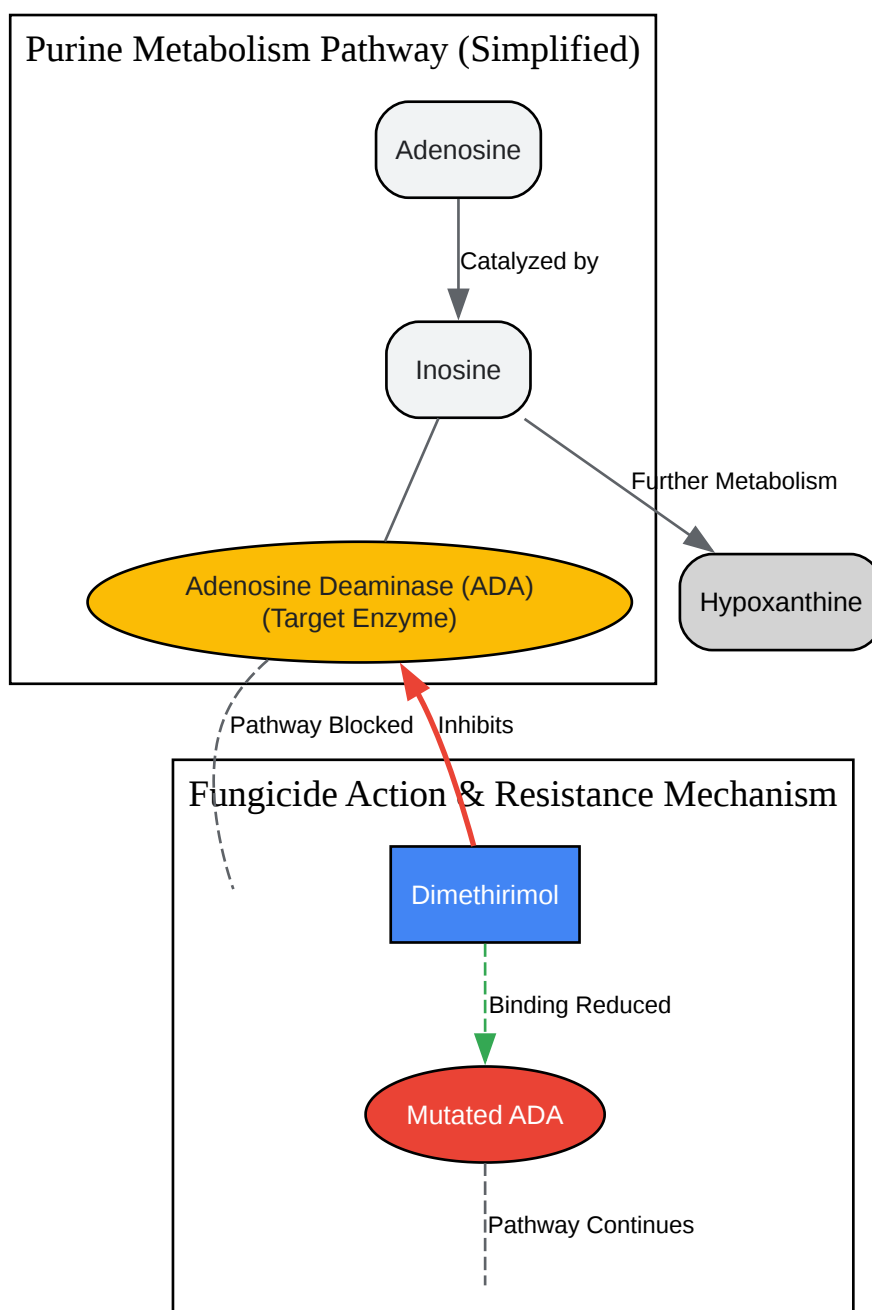 Purine Metabolism Pathway (Simplified)
Adenosine
Catalyzed by
Inosine
Further Metabolism
Adenosine Deaminase (ADA)
(Target Enzyme)
Hypoxanthine
Pathway Blocked
Inhibits
Fungicide Action & Resistance Mechanism
Dimethirimol
Binding Reduced
Mutated ADA
Pathway Continues